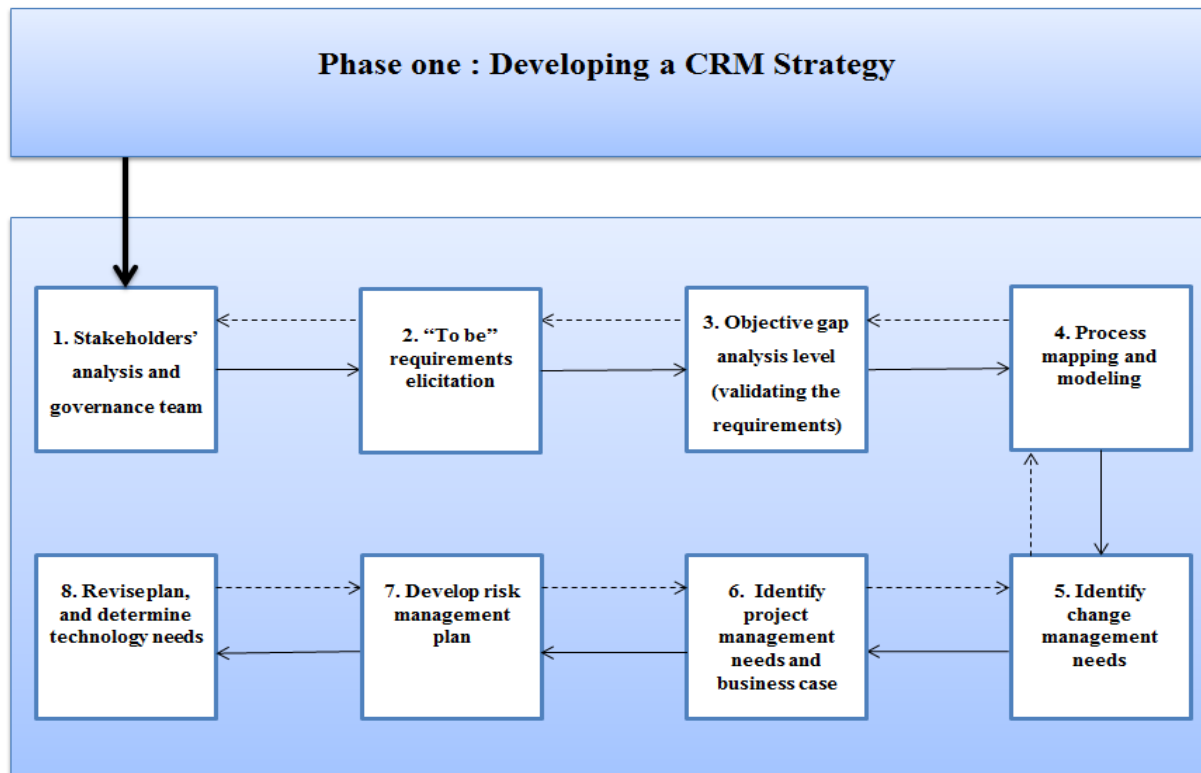 Phase one : Developing a CRM Strategy
1. Stakeholders’
analysis and
governance team
2. “To be”
requirements
elicitation
3. Objective gap
analysis level
(validating the
requirements)
4. Process
mapping and
modeling
8. Revise plan,
and determine
technology needs
7. Develop risk
management
plan
6. Identify
project
management
needs and
business case
5. Identify
change
management
needs